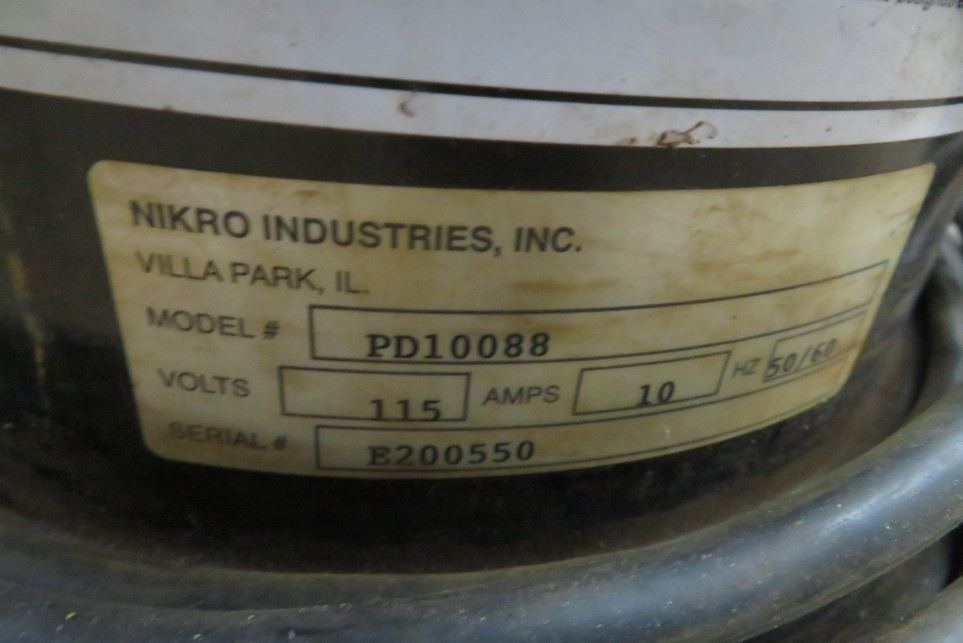 NIKRO INDUSTRIES, INC.
VILLA PARK, IL.
MODEL # PD10088
VOLTS 115 AMPS 10 HZ 50/60
SERIAL # E200550